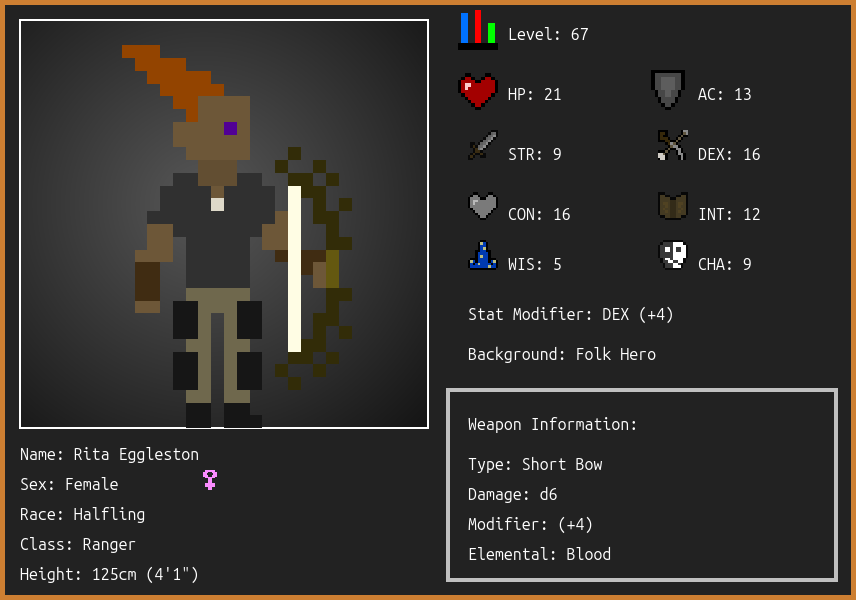 Level: 67
HP: 21
AC: 13
STR: 9
DEX: 16
CON: 16
INT: 12
WIS: 5
CHA: 9
Stat Modifier: DEX (+4)
Background: Folk Hero
Weapon Information:
Type: Short Bow
Damage: d6
Modifier: (+4)
Elemental: Blood
Name: Rita Eggleston
Sex: Female
Race: Halfling
Class: Ranger
Height: 125cm (4'1")